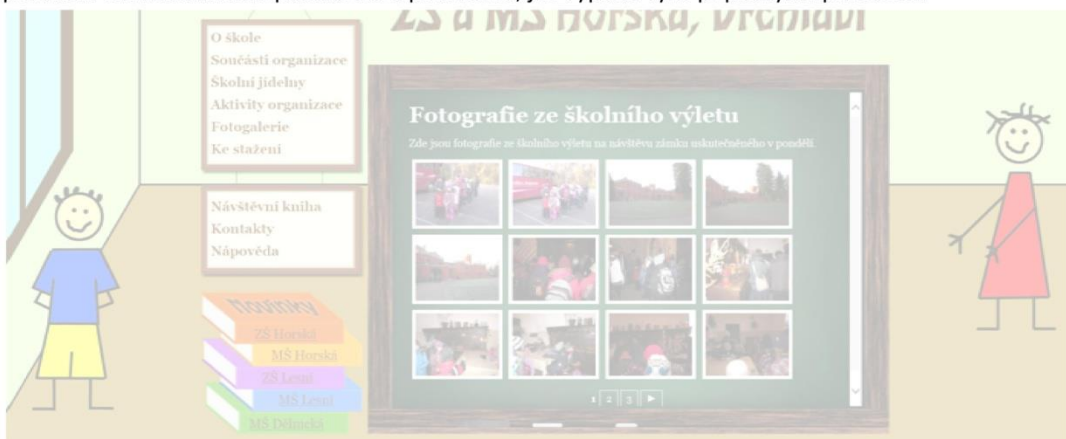 ZŠ a MŠ Horská, Vrchlabí
O škole
Součásti organizace
Školní jídelny
Aktivity organizace
Fotogalerie
Ke stažení
Návštěvní kniha
Kontakty
Nápověda
Novinky
ZŠ Horská
MŠ Horská
ZŠ Lesní
MŠ Lesní
MŠ Dělnická
Fotografie ze školního výletu
Zde jsou fotografie ze školního výletu na návštěvu zámku uskutečněného v pondělí.
1 2 3